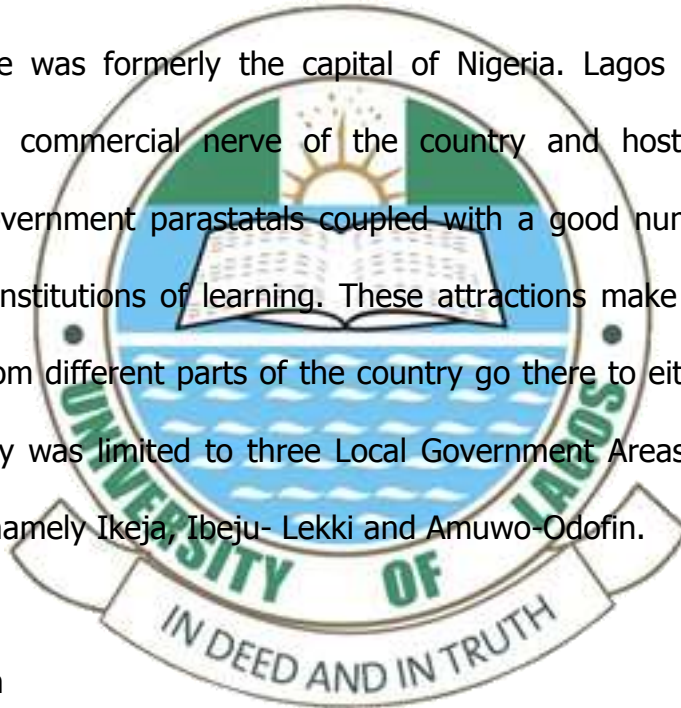 e was formerly the capital of Nigeria. Lagos
commercial nerve of the country and host
vernment parastatals coupled with a good nur
nstitutions of learning. These attractions make
om different parts of the country go there to eit
y was limited to three Local Government Areas
namely Ikeja, Ibeju- Lekki and Amuwo-Odofin.
UNIVERSITY OF LAGOS
IN DEED AND IN TRUTH